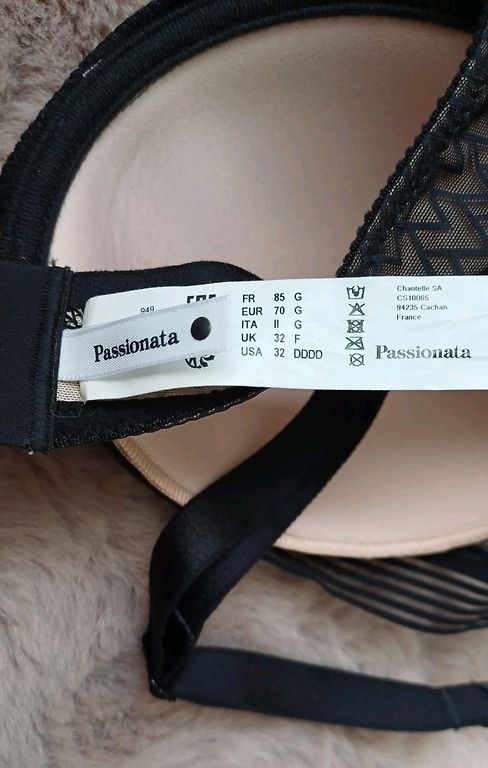 949
Passionata
FR 85 G
EUR 70 G
ITA II G
UK 32 F
USA 32 DDDD
Chantelle SA
CS10065
94235 Cachan
France
Passionata